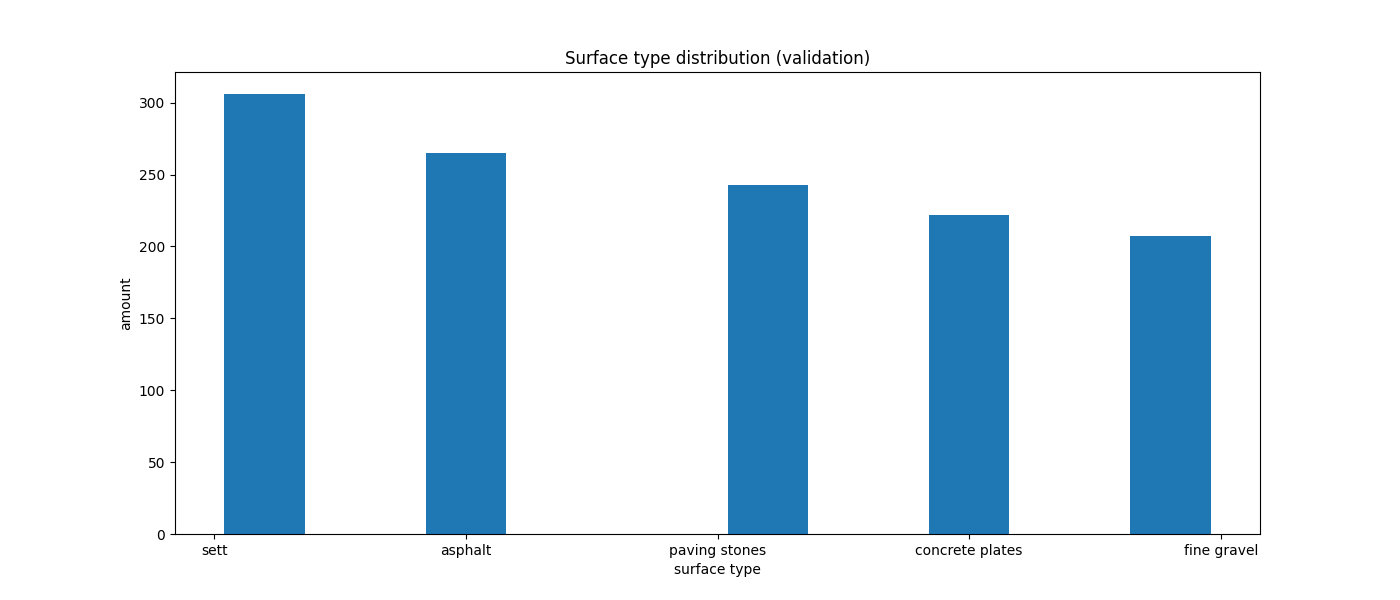 Surface type distribution (validation)
amount
300
250
200
150
100
50
0
sett asphalt paving stones concrete plates fine gravel
surface type